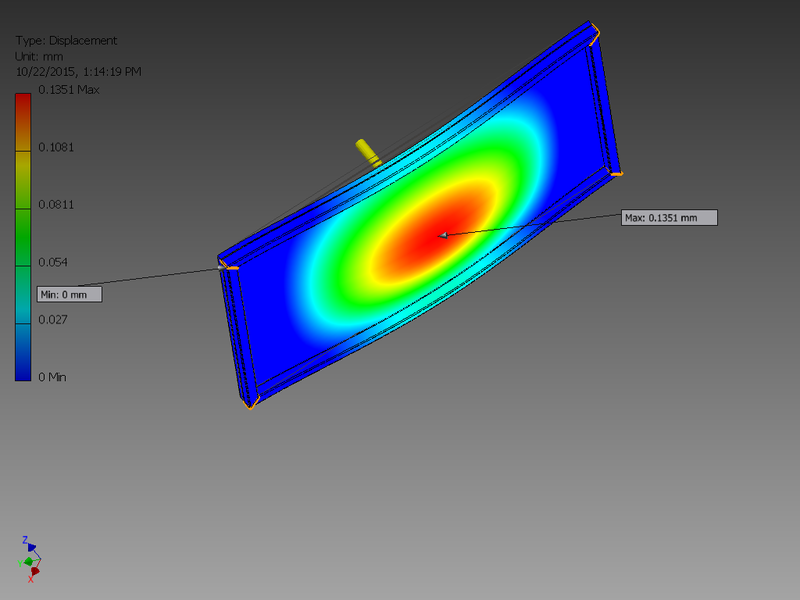 Type: Displacement
Unit: mm
10/22/2015, 1:14:19 PM
0.1351 Max
0.1081
0.0811
0.054
0.027
0 Min
Max: 0.1351 mm
Min: 0 mm
Z
Y
X